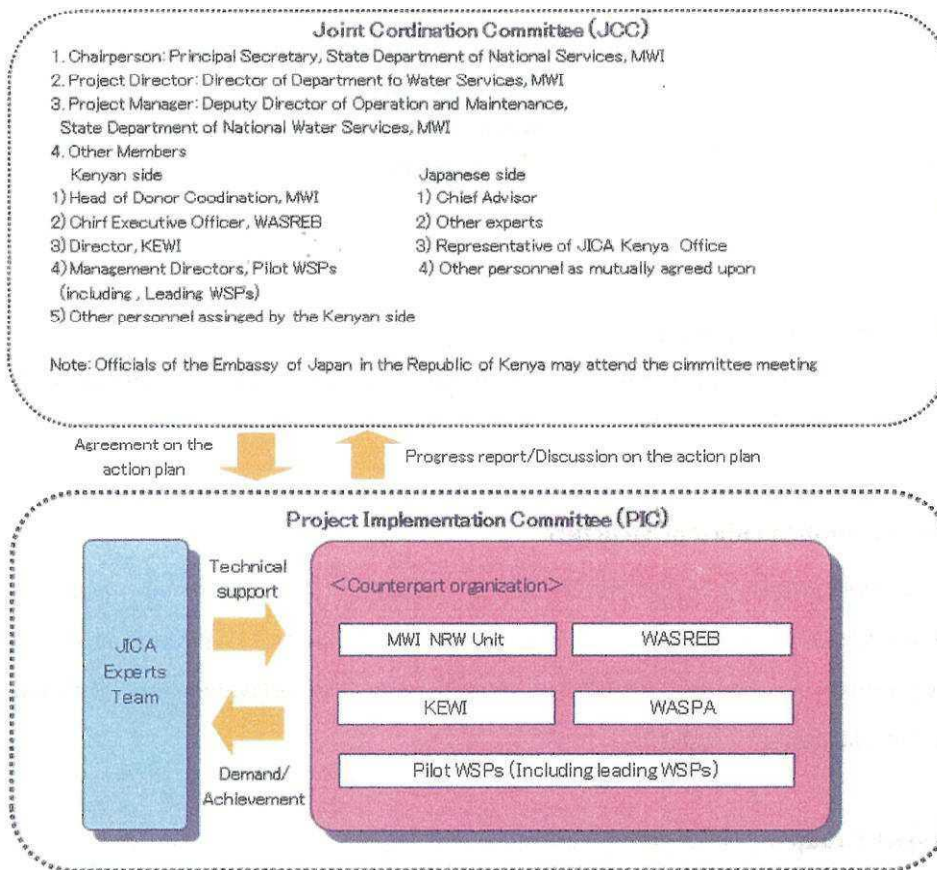 Joint Cordination Committee (JCC)
1. Chairperson: Principal Secretary, State Department of National Services, MWI
2. Project Director: Director of Department fo Water Services, MWI
3. Project Manager: Deputy Director of Operation and Maintenance,
State Department of National Water Services, MWI
4. Other Members
Kenyan side
1) Head of Donor Coodination, MWI
2) Chirf Executive Officer, WASREB
3) Director, KEWI
4) Management Directors, Pilot WSPs
(including , Leading WSPs)
5) Other personnel assinged by the Kenyan side
Japanese side
1) Chief Advisor
2) Other experts
3) Representative of JICA Kenya Office
4) Other personnel as mutually agreed upon
Note: Officials of the Embassy of Japan in the Republic of Kenya may attend the cimmittee meeting
Agreement on the
action plan
Progress report/Discussion on the action plan
Project Implementation Committee (PIC)
JICA
Experts
Team
Technical
support
Demand/
Achievement
<Counterpart organization>
MWI NRW Unit
WASREB
KEWI
WASPA
Pilot WSPs (Including leading WSPs)